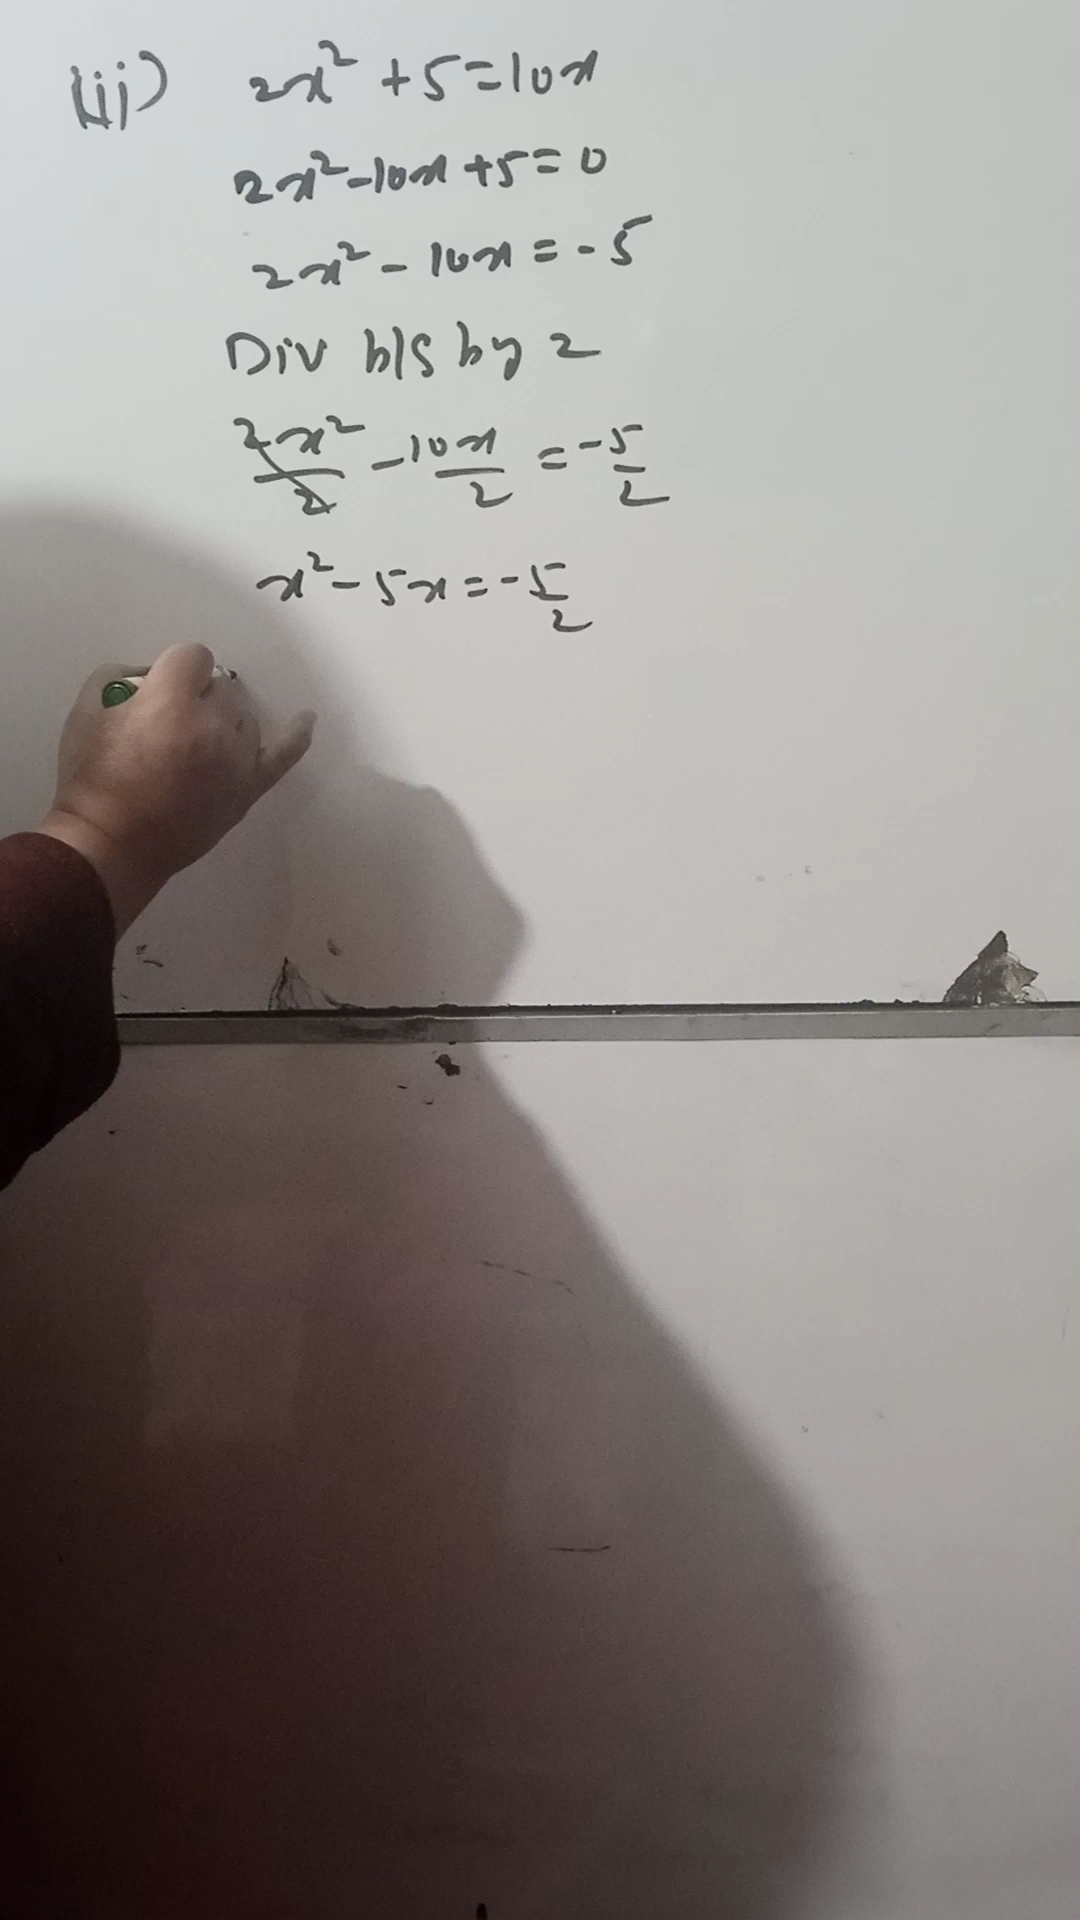 (ii) 2x² + 5 = 10x
2x² - 10x + 5 = 0
2x² - 10x = -5
Div b/s by 2
2x²/2 - 10x/2 = -5/2
x² - 5x = -5/2